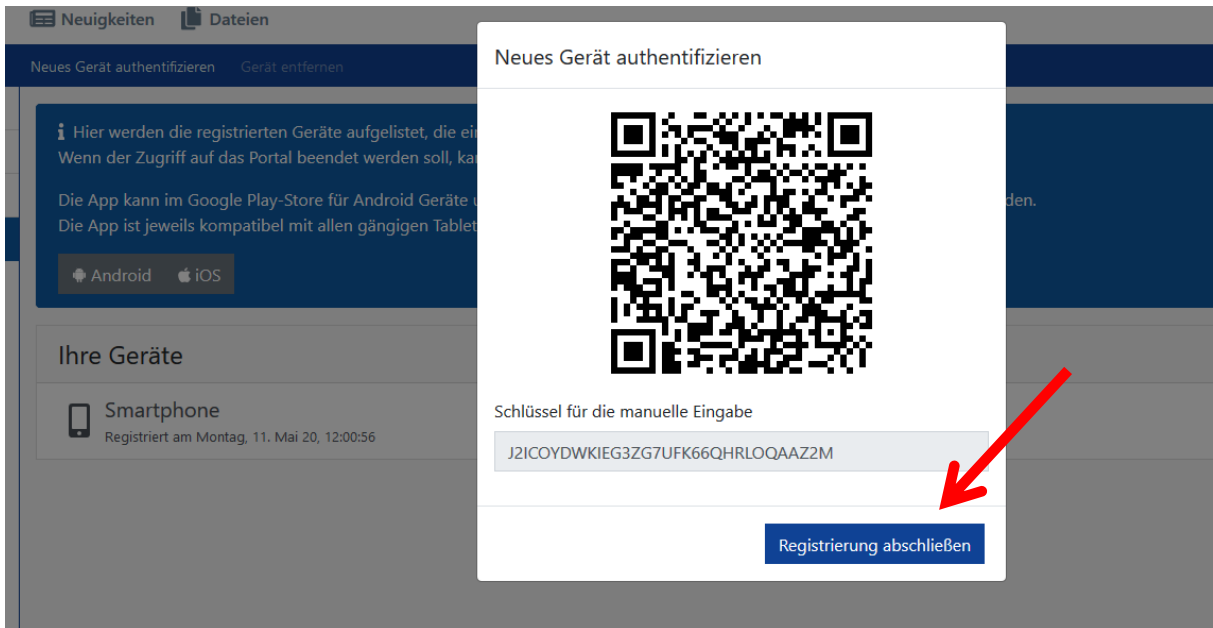 Neuigkeiten Dateien
Neues Gerät authentifizieren Gerät entfernen
Hier werden die registrierten Geräte aufgelistet, die
Wenn der Zugriff auf das Portal beendet werden soll,
Die App kann im Google Play-Store für Android Geräte
den.
Die App ist jeweils kompatibel mit allen gängigen
Android iOS
Ihre Geräte
Smartphone
Registriert am Montag, 11. Mai 20, 12:00:56
Neues Gerät authentifizieren
Schlüssel für die manuelle Eingabe
J2ICOYDWKIEG3ZG7UFK66QHRLOQAAZ2M
Registrierung abschließen